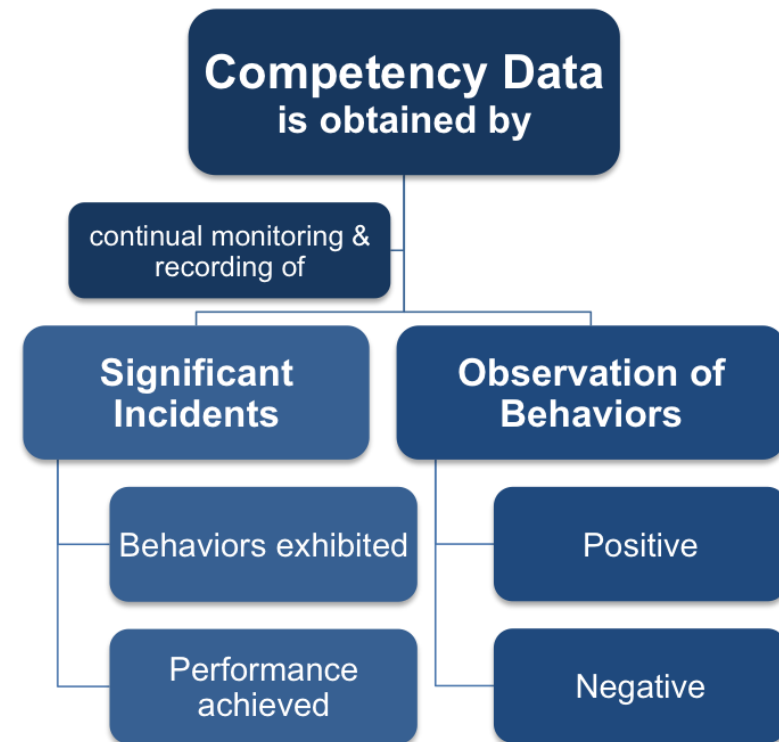 Competency Data
is obtained by
continual monitoring &
recording of
Significant
Incidents
Observation of
Behaviors
Behaviors exhibited
Positive
Performance
achieved
Negative